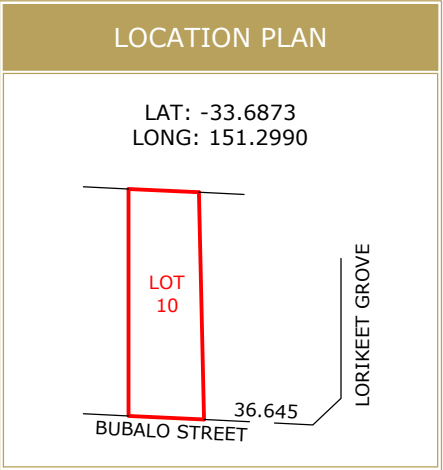 LOCATION PLAN
LAT: -33.6873
LONG: 151.2990
LOT
10
LORIKEET GROVE
36.645
BUBALO STREET